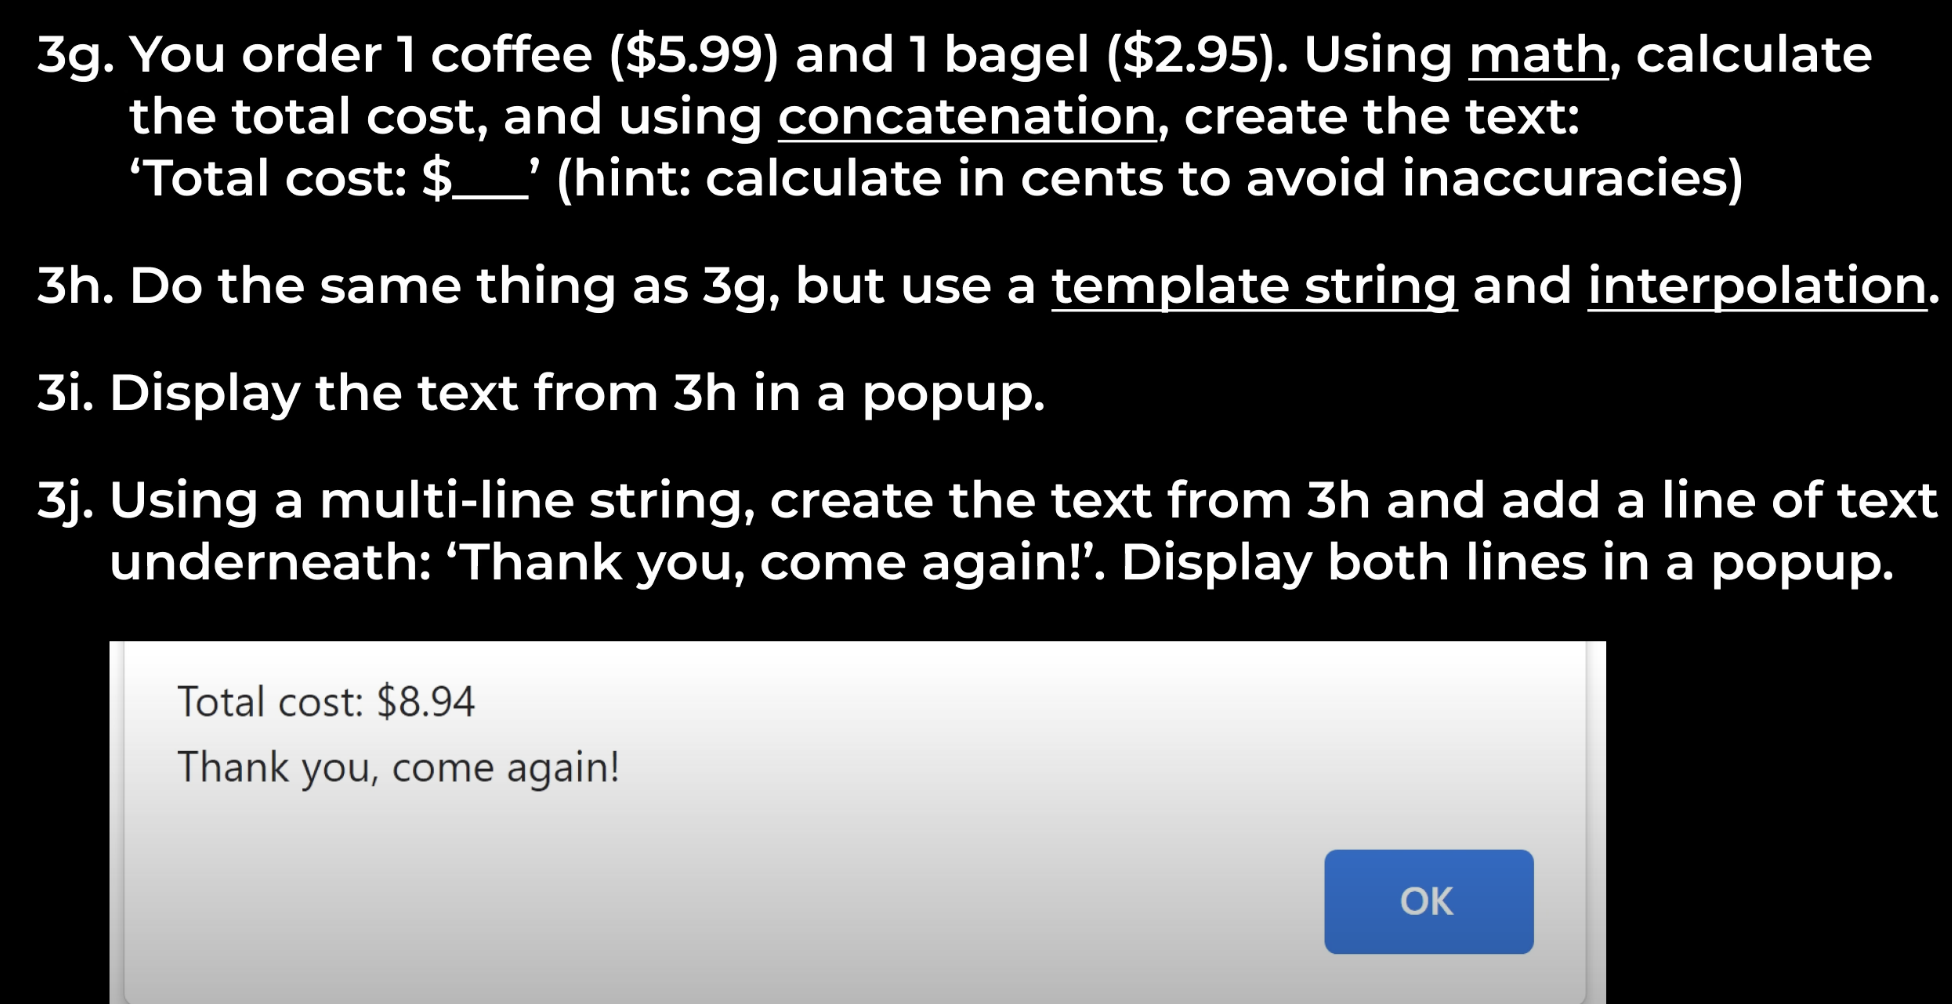 3g. You order 1 coffee ($5.99) and 1 bagel ($2.95). Using math, calculate
the total cost, and using concatenation, create the text:
‘Total cost: $___’ (hint: calculate in cents to avoid inaccuracies)
3h. Do the same thing as 3g, but use a template string and interpolation.
3i. Display the text from 3h in a popup.
3j. Using a multi-line string, create the text from 3h and add a line of text
underneath: ‘Thank you, come again!’. Display both lines in a popup.
Total cost: $8.94
Thank you, come again!
OK